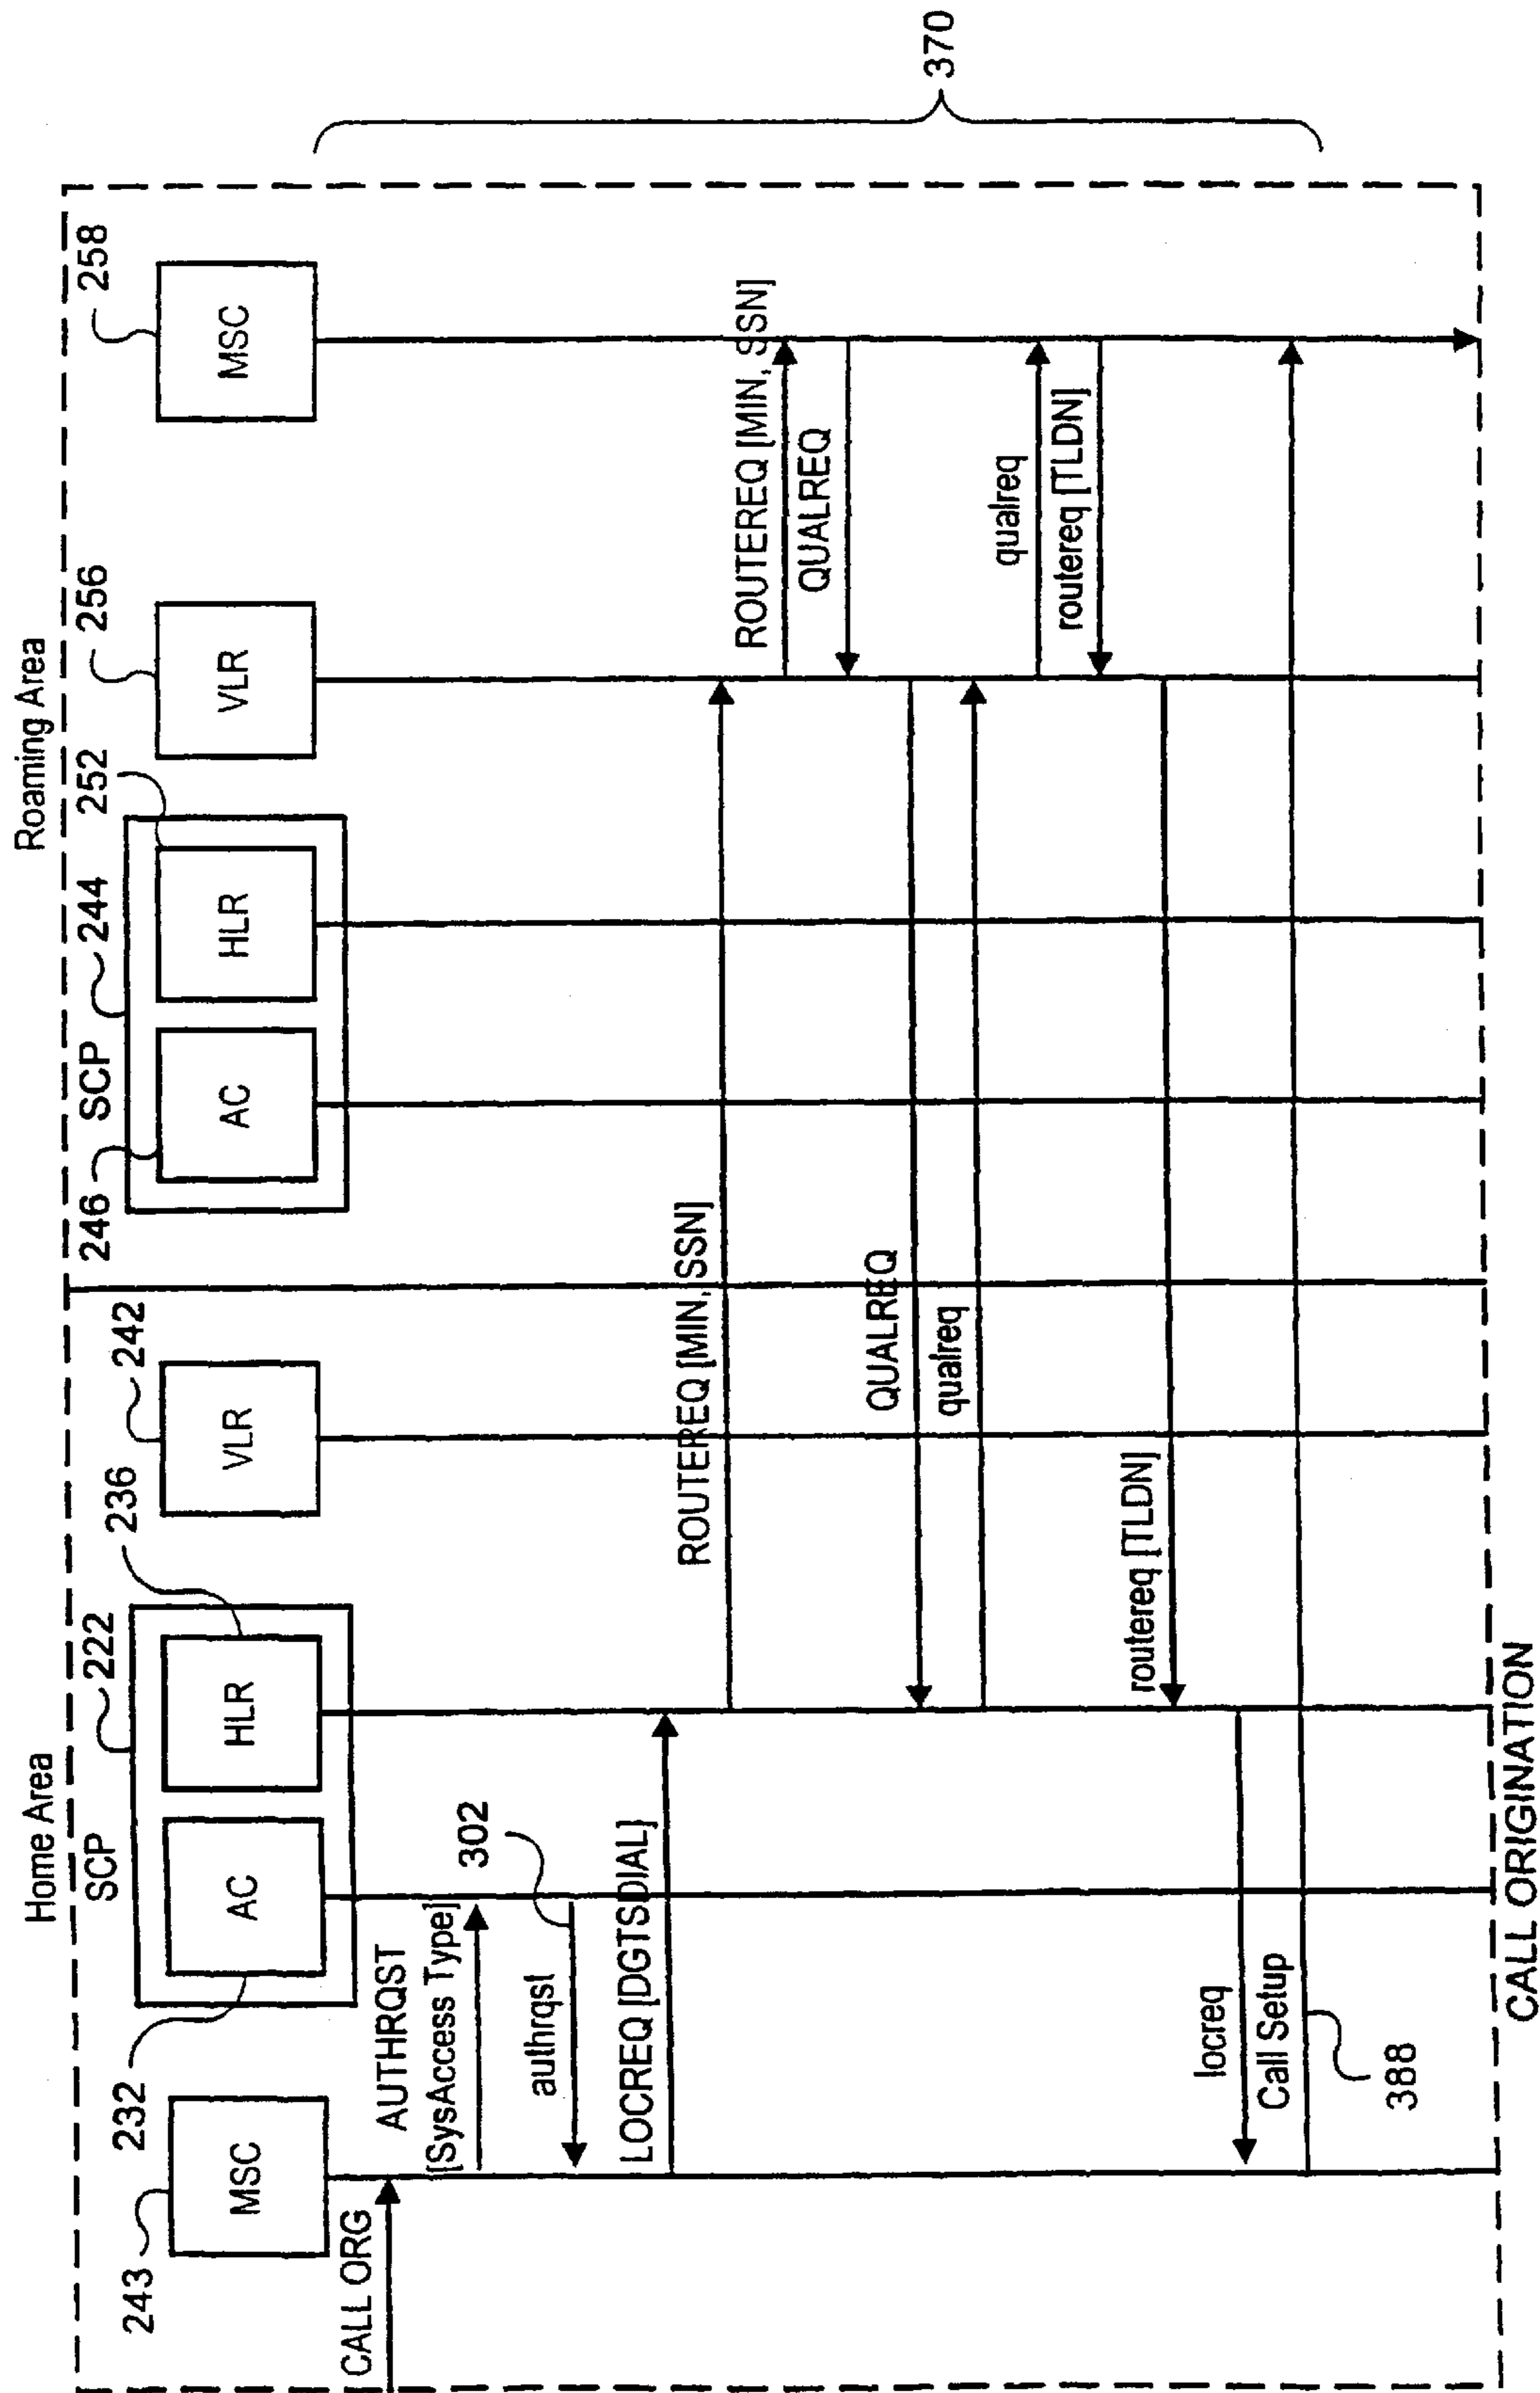 Home Area
Roaming Area
243
MSC
232
SCP
222
AC
HLR
236
242
VLR
246
SCP
244
252
AC
HLR
256
VLR
258
MSC
CALL ORG
AUTHRQST
[SysAccess Type]
302
authrqst
LOCREQ [DGTSDIAL]
ROUTEREQ [MIN, SSN]
ROUTEREQ [MIN, SSN]
QUALREQ
QUALREQ
qualreq
qualreq
routereq [TLDN]
routereq [TLDN]
locreq
Call Setup
388
370
CALL ORIGINATION